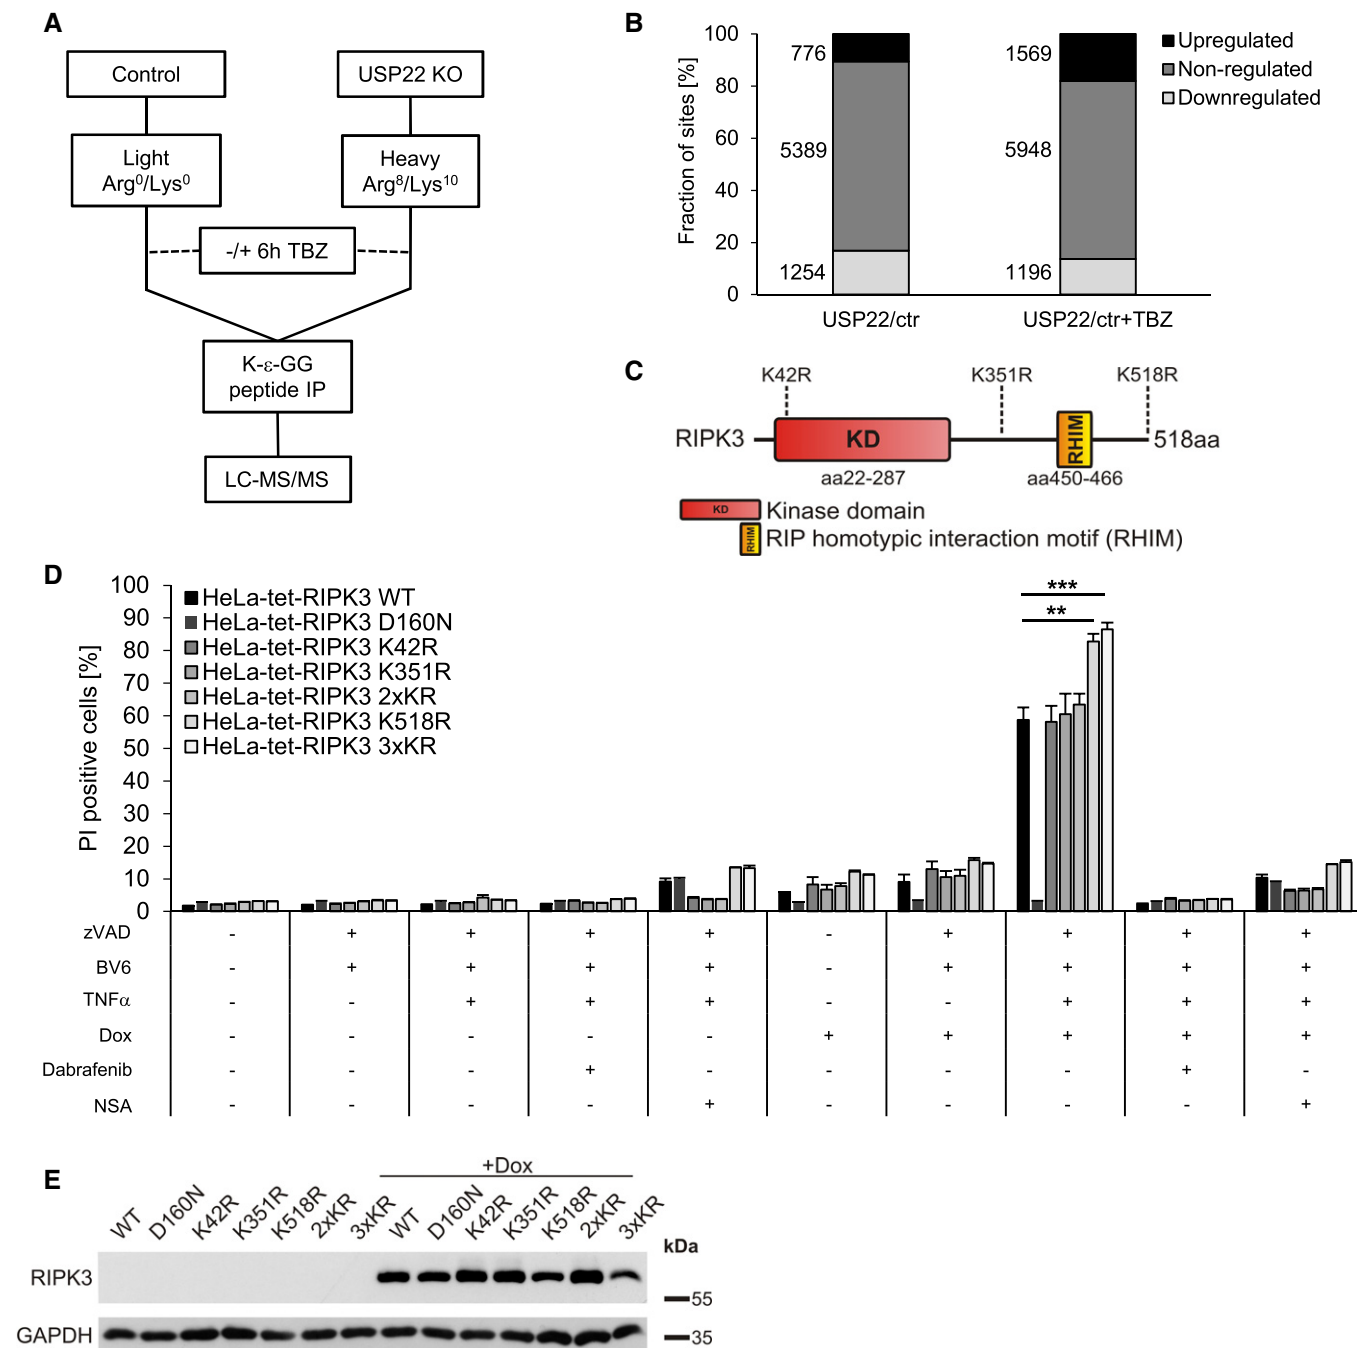 A
Control
USP22 KO
Light
Arg⁰/Lys⁰
Heavy
Arg⁸/Lys¹⁰
-/+ 6h TBZ
K-ε-GG
peptide IP
LC-MS/MS
B
Fraction of sites [%]
100
80
60
40
20
0
776
5389
1254
1569
5948
1196
USP22/ctr
USP22/ctr+TBZ
Upregulated
Non-regulated
Downregulated
C
K42R
K351R
K518R
RIPK3
KD
RHIM
518aa
aa22-287
aa450-466
KD
Kinase domain
RHIM
RIP homotypic interaction motif (RHIM)
D
PI positive cells [%]
100
90
80
70
60
50
40
30
20
10
0
HeLa-tet-RIPK3 WT
HeLa-tet-RIPK3 D160N
HeLa-tet-RIPK3 K42R
HeLa-tet-RIPK3 K351R
HeLa-tet-RIPK3 2xKR
HeLa-tet-RIPK3 K518R
HeLa-tet-RIPK3 3xKR
***
**
zVAD - + + + + - + + + +
BV6 - + + + + - + + + +
TNFα - - + + + - - + + +
Dox - - - - - + + + + +
Dabrafenib - - - + - - - - + -
NSA - - - - + - - - - +
E
+Dox
WT D160N K42R K351R K518R 2xKR 3xKR WT D160N K42R K351R K518R 2xKR 3xKR
kDa
RIPK3
55
GAPDH
35